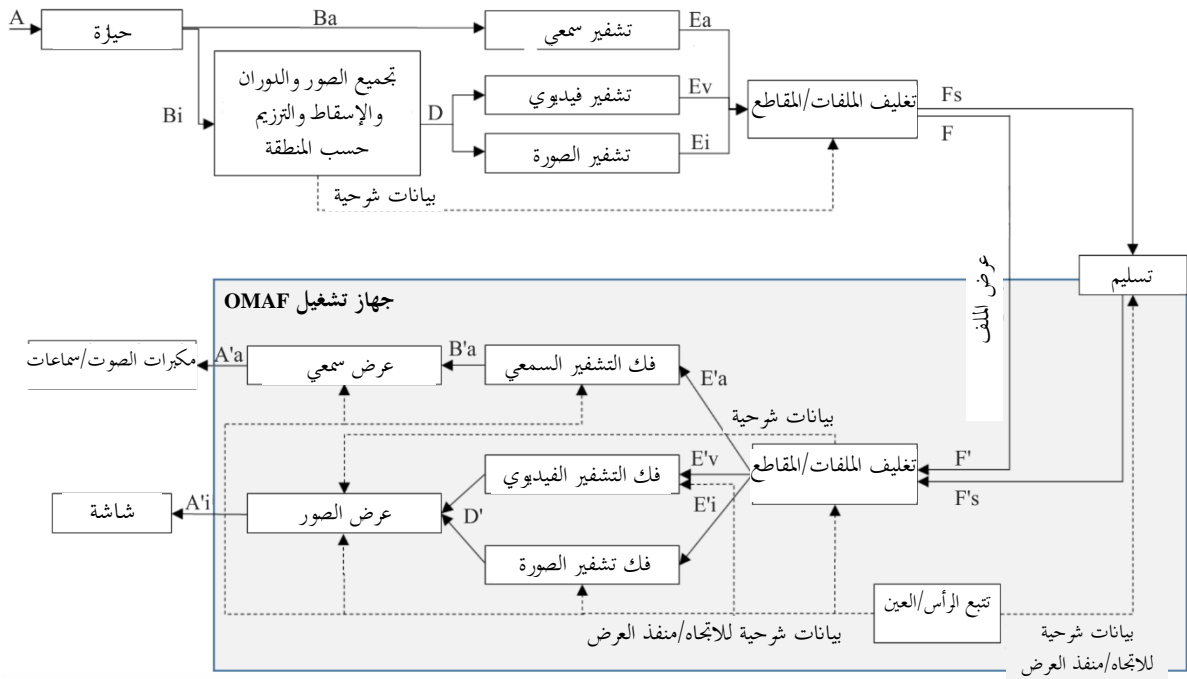 A
حيازة
Ba
تشفير سمعي
Ea
Bi
تجميع الصور والدوران
والإسقاط والترزيم
حسب المنطقة
D
تشفير فيديوي
Ev
تشفير الصورة
Ei
تغليف الملفات/المقاطع
Fs
F
بيانات شرحية
تسليم
عرض الملف
جهاز تشغيل OMAF
مكبرات الصوت/سماعات
A'a
عرض سمعي
B'a
فك التشفير السمعي
E'a
بيانات شرحية
تغليف الملفات/المقاطع
F'
F's
فك التشفير الفيديوي
E'v
E'i
شاشة
A'i
عرض الصور
D'
فك تشفير الصورة
تتبع الرأس/العين
بيانات شرحية للاتجاه/منفذ العرض
بيانات شرحية
للاتجاه/منفذ العرض